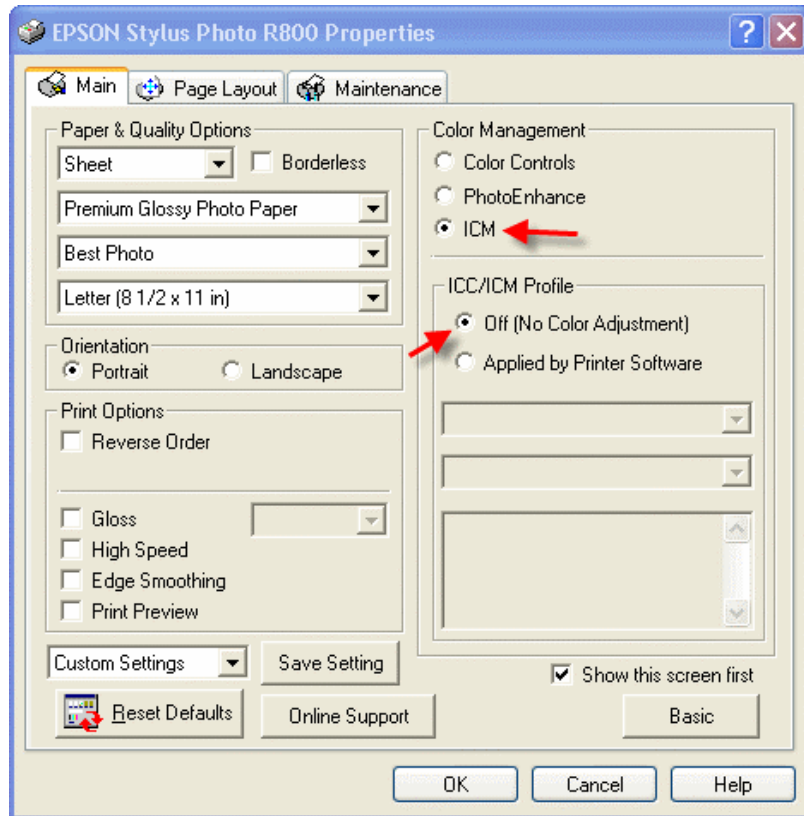 EPSON Stylus Photo R800 Properties
Main
Page Layout
Maintenance
Paper & Quality Options
Sheet
Borderless
Premium Glossy Photo Paper
Best Photo
Letter (8 1/2 x 11 in)
Orientation
Portrait
Landscape
Print Options
Reverse Order
Gloss
High Speed
Edge Smoothing
Print Preview
Color Management
Color Controls
PhotoEnhance
ICM
ICC/ICM Profile
Off (No Color Adjustment)
Applied by Printer Software
Custom Settings
Save Setting
Show this screen first
Reset Defaults
Online Support
Basic
OK
Cancel
Help